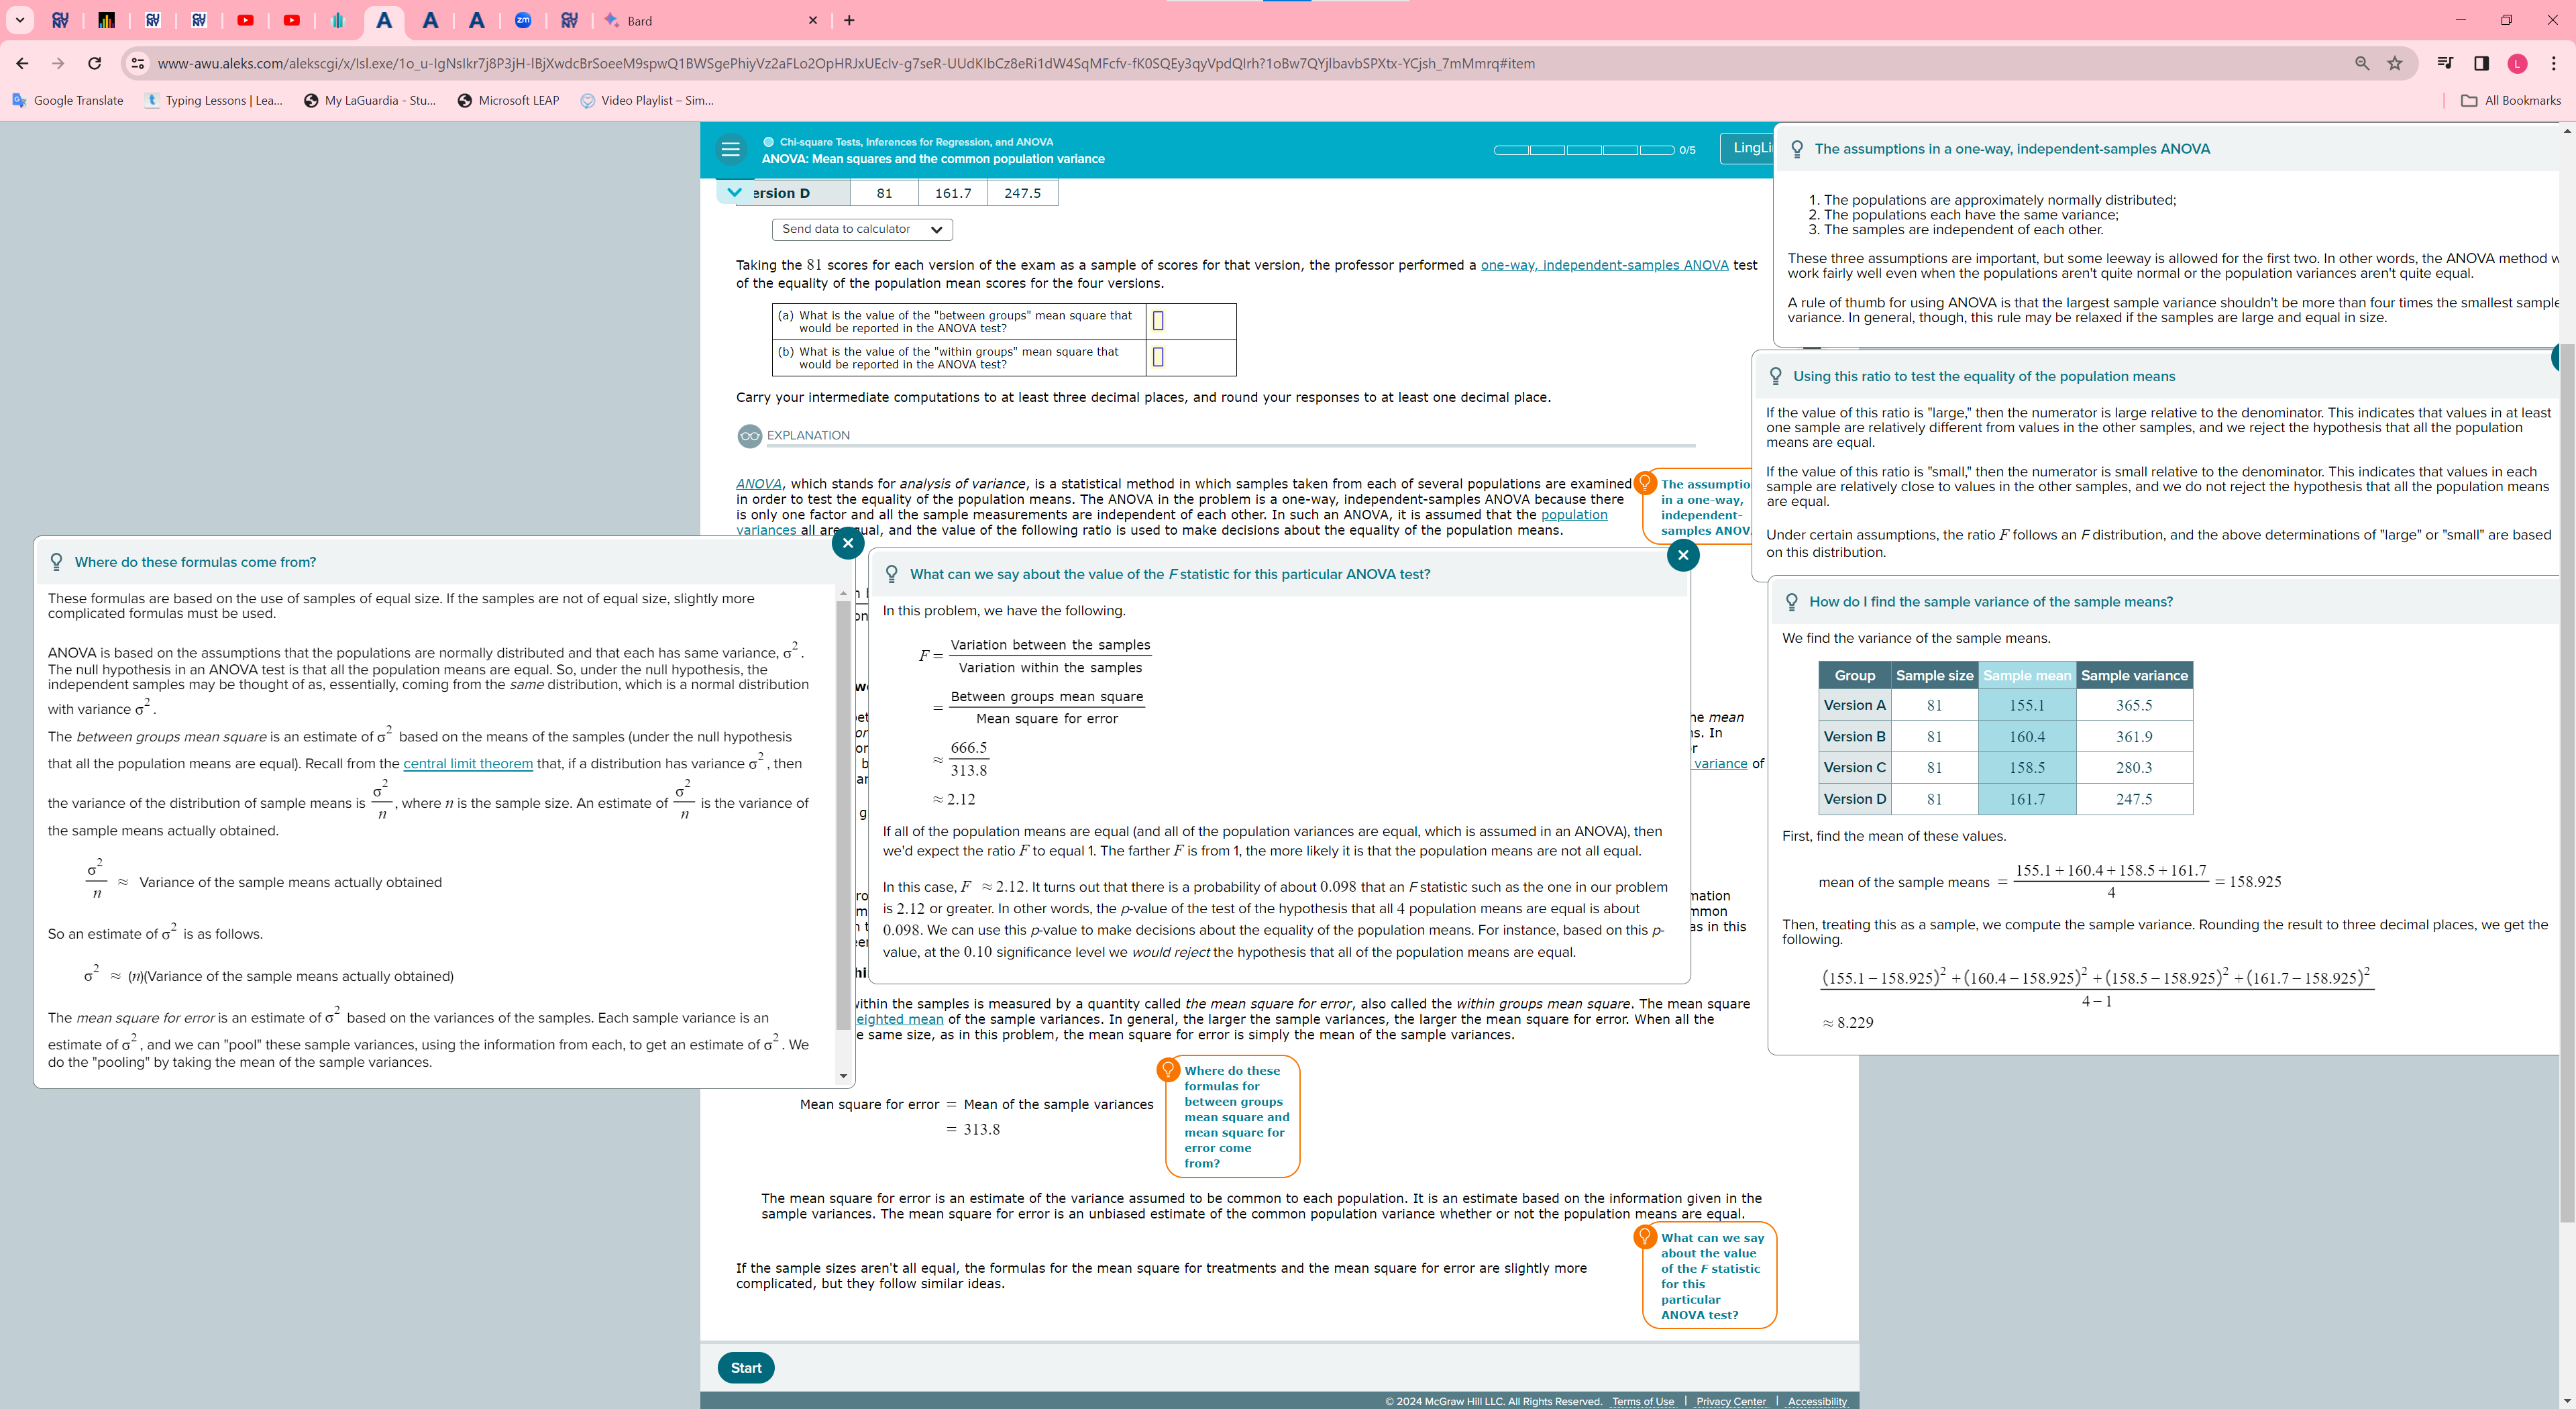 Bard
www-awu.aleks.com/alekscgi/x/Isl.exe/1o_u-IgNsIkr7j8P3jH-IBjXwdcBrSoeeM9spwQ1BWSgePhiyVz2aFLo2OpHRJxUEcIv-g7seR-UUdKIbCz8eRi1dW4SqMFcfv-fK0SQEy3qyVpdQIrh?1oBw7QYjlbavbSPXtx-YCjsh_7mMmrq#item
Google Translate
Typing Lessons | Lea...
My LaGuardia - Stu...
Microsoft LEAP
Video Playlist – Sim...
All Bookmarks
Chi-square Tests, Inferences for Regression, and ANOVA
ANOVA: Mean squares and the common population variance
0/5
LingLi
ersion D 81 161.7 247.5
Send data to calculator
Taking the 81 scores for each version of the exam as a sample of scores for that version, the professor performed a one-way, independent-samples ANOVA test
of the equality of the population mean scores for the four versions.
(a) What is the value of the "between groups" mean square that
would be reported in the ANOVA test?
(b) What is the value of the "within groups" mean square that
would be reported in the ANOVA test?
Carry your intermediate computations to at least three decimal places, and round your responses to at least one decimal place.
EXPLANATION
ANOVA, which stands for analysis of variance, is a statistical method in which samples taken from each of several populations are examined
in order to test the equality of the population means. The ANOVA in the problem is a one-way, independent-samples ANOVA because there
is only one factor and all the sample measurements are independent of each other. In such an ANOVA, it is assumed that the population
variances all are equal, and the value of the following ratio is used to make decisions about the equality of the population means.
The assumptio
in a one-way,
independent-
samples ANOV
The assumptions in a one-way, independent-samples ANOVA
1. The populations are approximately normally distributed;
2. The populations each have the same variance;
3. The samples are independent of each other.
These three assumptions are important, but some leeway is allowed for the first two. In other words, the ANOVA method w
work fairly well even when the populations aren't quite normal or the population variances aren't quite equal.
A rule of thumb for using ANOVA is that the largest sample variance shouldn't be more than four times the smallest sample
variance. In general, though, this rule may be relaxed if the samples are large and equal in size.
Using this ratio to test the equality of the population means
If the value of this ratio is "large," then the numerator is large relative to the denominator. This indicates that values in at least
one sample are relatively different from values in the other samples, and we reject the hypothesis that all the population
means are equal.
If the value of this ratio is "small," then the numerator is small relative to the denominator. This indicates that values in each
sample are relatively close to values in the other samples, and we do not reject the hypothesis that all the population means
are equal.
Under certain assumptions, the ratio F follows an F distribution, and the above determinations of "large" or "small" are based
on this distribution.
Where do these formulas come from?
These formulas are based on the use of samples of equal size. If the samples are not of equal size, slightly more
complicated formulas must be used.
ANOVA is based on the assumptions that the populations are normally distributed and that each has same variance, σ².
The null hypothesis in an ANOVA test is that all the population means are equal. So, under the null hypothesis, the
independent samples may be thought of as, essentially, coming from the same distribution, which is a normal distribution
with variance σ².
The between groups mean square is an estimate of σ² based on the means of the samples (under the null hypothesis
that all the population means are equal). Recall from the central limit theorem that, if a distribution has variance σ², then
the variance of the distribution of sample means is σ²/n, where n is the sample size. An estimate of σ²/n is the variance of
the sample means actually obtained.
σ²/n ≈ Variance of the sample means actually obtained
So an estimate of σ² is as follows.
σ² ≈ (n)(Variance of the sample means actually obtained)
The mean square for error is an estimate of σ² based on the variances of the samples. Each sample variance is an
estimate of σ², and we can "pool" these sample variances, using the information from each, to get an estimate of σ². We
do the "pooling" by taking the mean of the sample variances.
What can we say about the value of the F statistic for this particular ANOVA test?
In this problem, we have the following.
F = Variation between the samples
Variation within the samples
= Between groups mean square
Mean square for error
≈ 666.5
313.8
≈ 2.12
If all of the population means are equal (and all of the population variances are equal, which is assumed in an ANOVA), then
we'd expect the ratio F to equal 1. The farther F is from 1, the more likely it is that the population means are not all equal.
In this case, F ≈ 2.12. It turns out that there is a probability of about 0.098 that an F statistic such as the one in our problem
is 2.12 or greater. In other words, the p-value of the test of the hypothesis that all 4 population means are equal is about
0.098. We can use this p-value to make decisions about the equality of the population means. For instance, based on this p-
value, at the 0.10 significance level we would reject the hypothesis that all of the population means are equal.
he mean
s. In
variance of
mation
mmon
as in this
How do I find the sample variance of the sample means?
We find the variance of the sample means.
Group Sample size Sample mean Sample variance
Version A 81 155.1 365.5
Version B 81 160.4 361.9
Version C 81 158.5 280.3
Version D 81 161.7 247.5
First, find the mean of these values.
mean of the sample means = 155.1 + 160.4 + 158.5 + 161.7 / 4 = 158.925
Then, treating this as a sample, we compute the sample variance. Rounding the result to three decimal places, we get the
following.
(155.1 – 158.925)² + (160.4 – 158.925)² + (158.5 – 158.925)² + (161.7 – 158.925)²
4 – 1
≈ 8.229
ithin the samples is measured by a quantity called the mean square for error, also called the within groups mean square. The mean square
eighted mean of the sample variances. In general, the larger the sample variances, the larger the mean square for error. When all the
e same size, as in this problem, the mean square for error is simply the mean of the sample variances.
Mean square for error = Mean of the sample variances
= 313.8
Where do these
formulas for
between groups
mean square and
mean square for
error come
from?
The mean square for error is an estimate of the variance assumed to be common to each population. It is an estimate based on the information given in the
sample variances. The mean square for error is an unbiased estimate of the common population variance whether or not the population means are equal.
What can we say
about the value
of the F statistic
for this
particular
ANOVA test?
If the sample sizes aren't all equal, the formulas for the mean square for treatments and the mean square for error are slightly more
complicated, but they follow similar ideas.
Start
© 2024 McGraw Hill LLC. All Rights Reserved. Terms of Use | Privacy Center | Accessibility